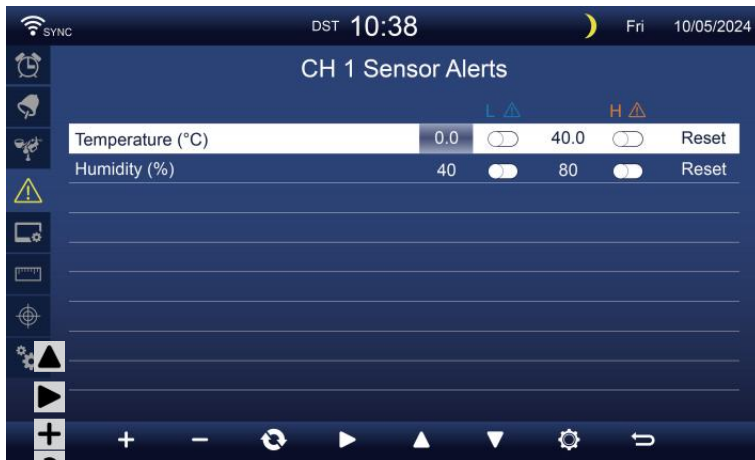 SYNC DST 10:38 Fri 10/05/2024
CH 1 Sensor Alerts
L H
Temperature (°C) 0.0 40.0 Reset
Humidity (%) 40 80 Reset